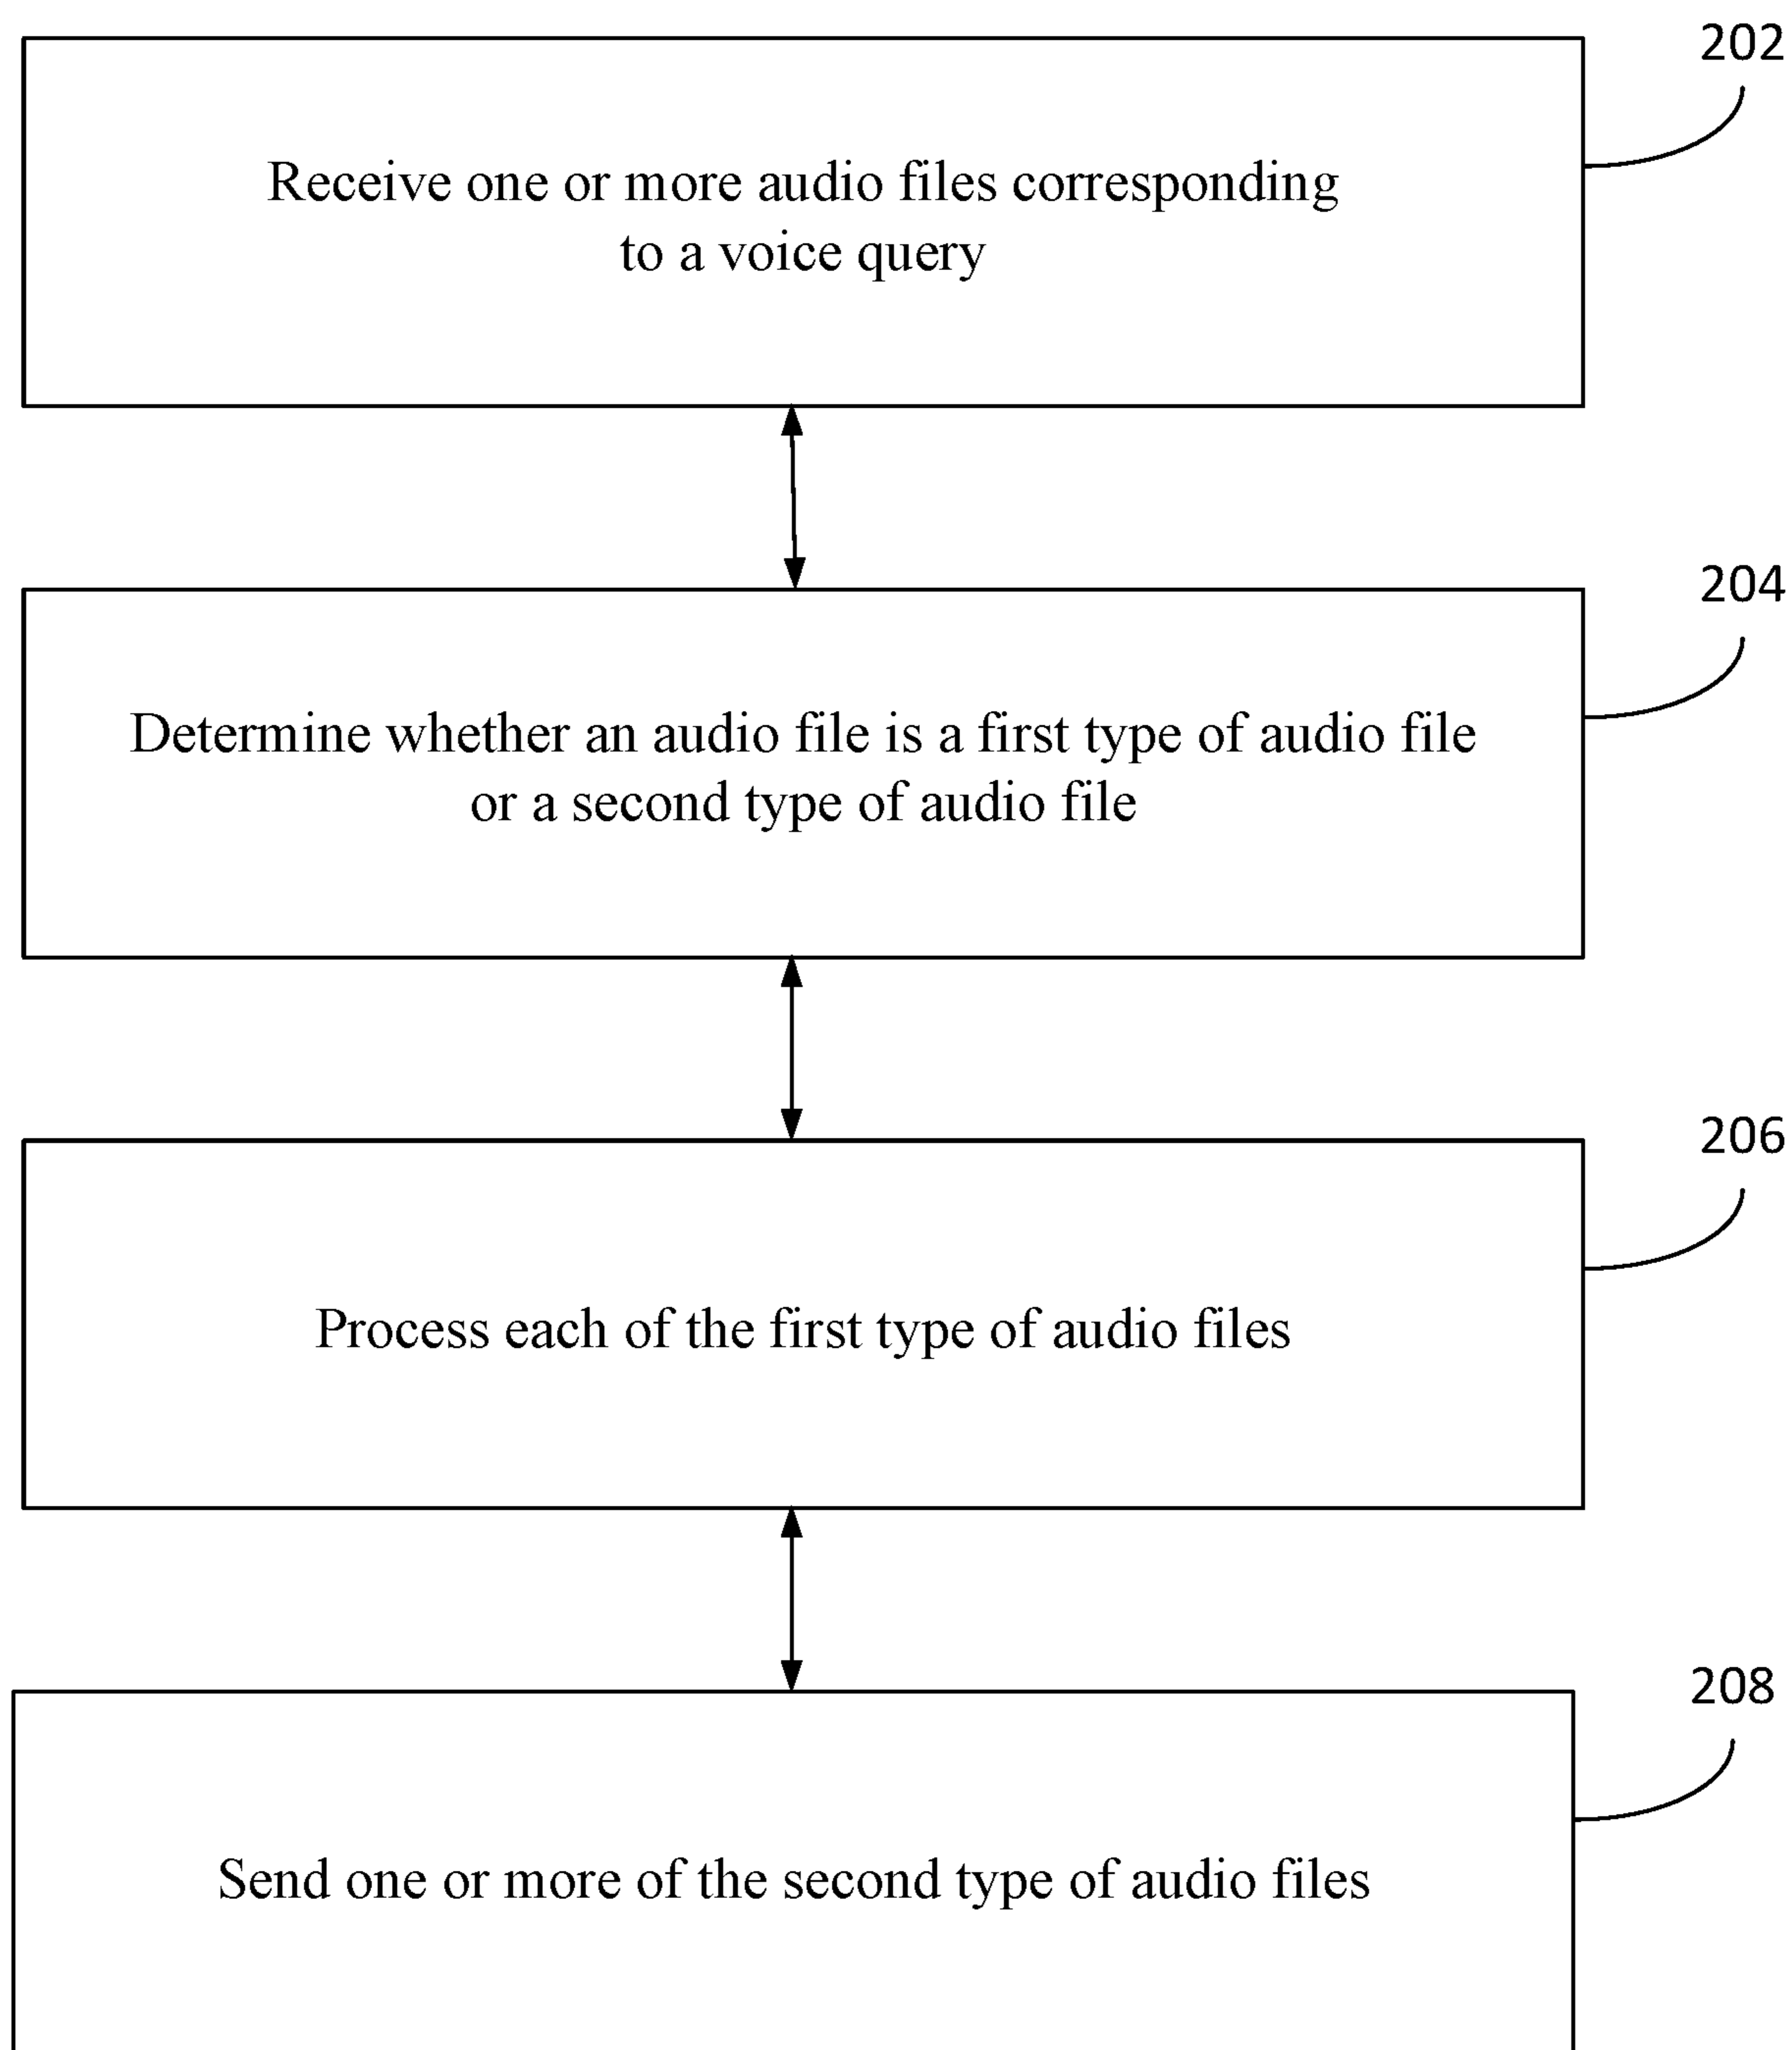 202
Receive one or more audio files corresponding
to a voice query
204
Determine whether an audio file is a first type of audio file
or a second type of audio file
206
Process each of the first type of audio files
208
Send one or more of the second type of audio files